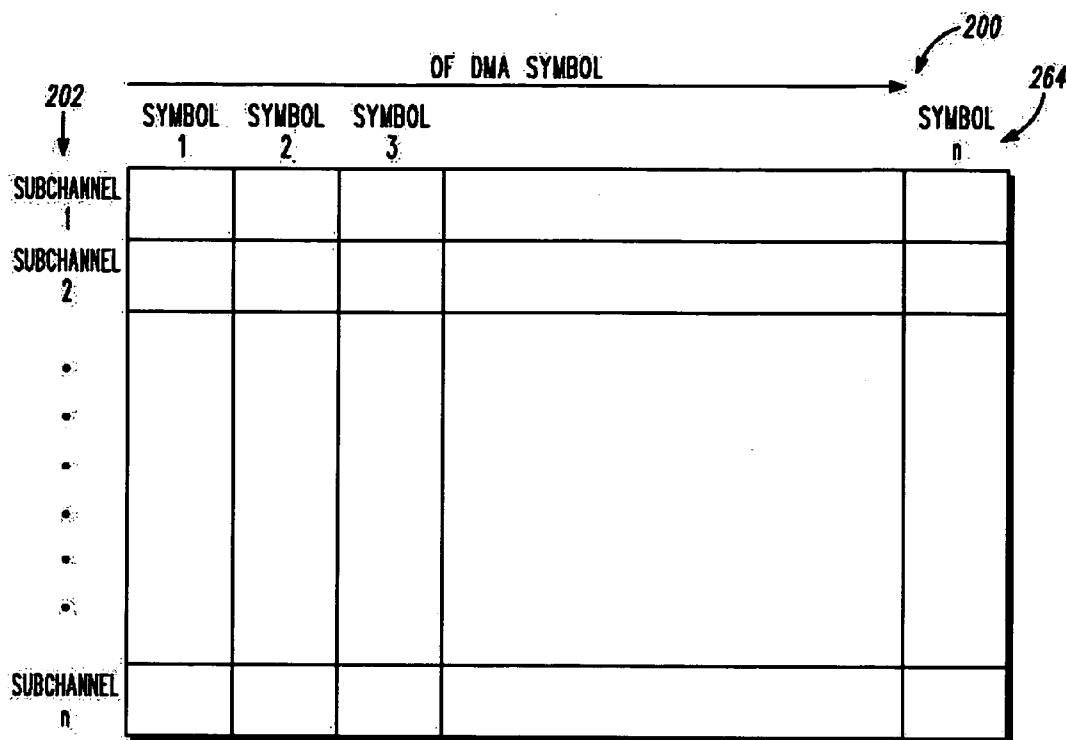 200
OF DMA SYMBOL
264
202
SYMBOL 1
SYMBOL 2
SYMBOL 3
SYMBOL n
SUBCHANNEL 1
SUBCHANNEL 2
SUBCHANNEL n